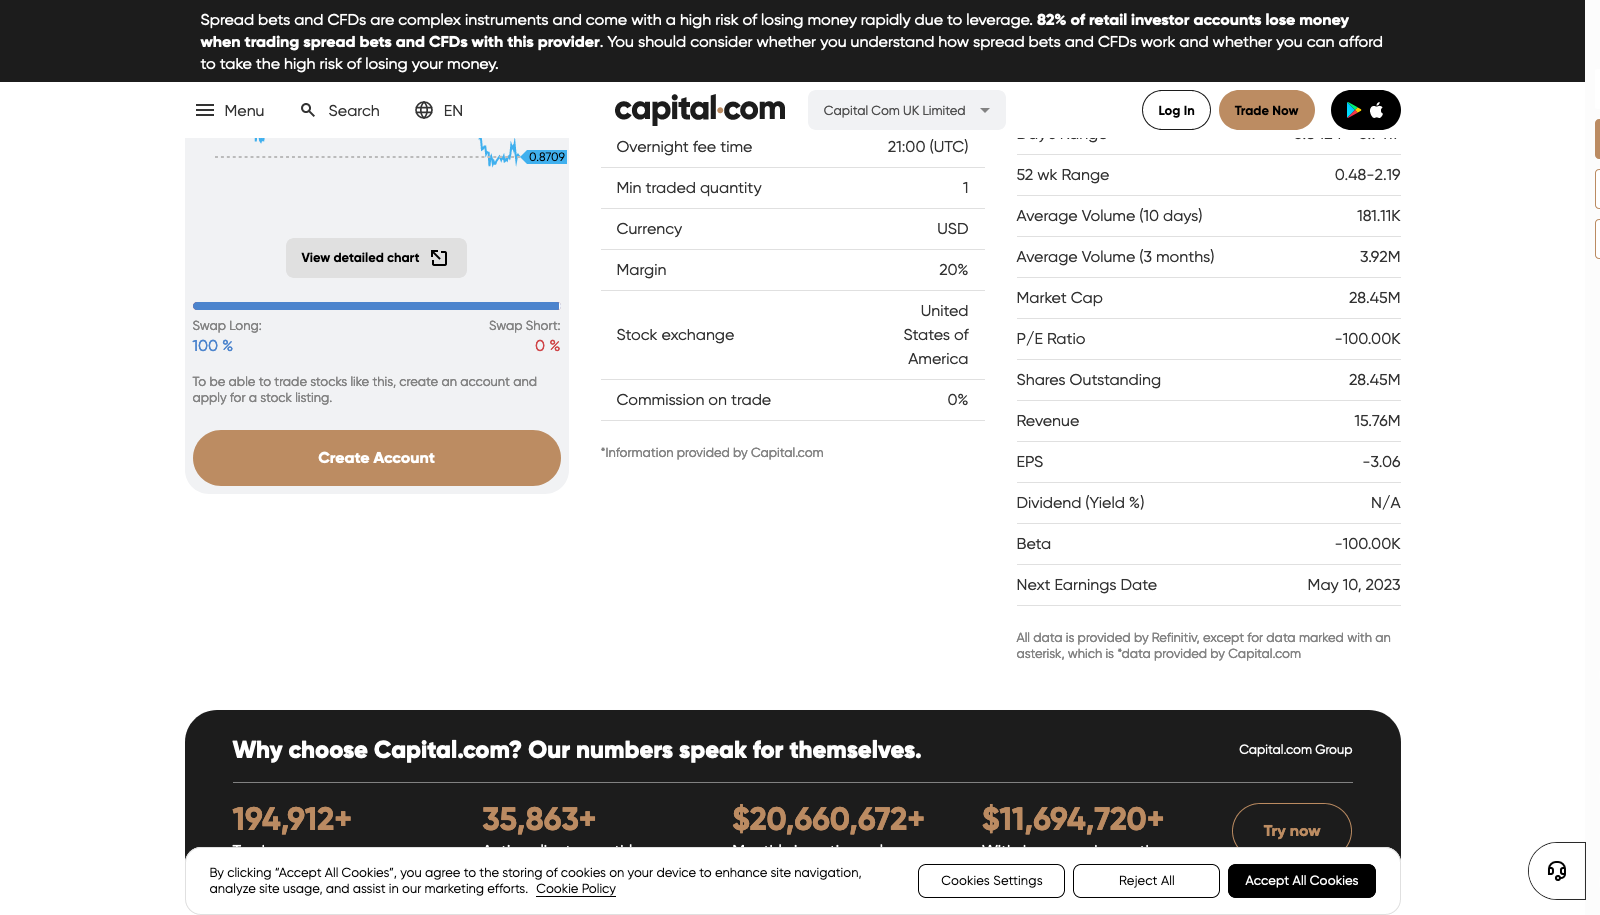 Spread bets and CFDs are complex instruments and come with a high risk of losing money rapidly due to leverage. 82% of retail investor accounts lose money
when trading spread bets and CFDs with this provider. You should consider whether you understand how spread bets and CFDs work and whether you can afford
to take the high risk of losing your money.
Menu Search EN capital.com Capital Com UK Limited Log In Trade Now
0.8709
View detailed chart
Swap Long: Swap Short:
100 % 0 %
To be able to trade stocks like this, create an account and
apply for a stock listing.
Create Account
Overnight fee time 21:00 (UTC)
Min traded quantity 1
Currency USD
Margin 20%
Stock exchange United
States of
America
Commission on trade 0%
*Information provided by Capital.com
52 wk Range 0.48-2.19
Average Volume (10 days) 181.11K
Average Volume (3 months) 3.92M
Market Cap 28.45M
P/E Ratio -100.00K
Shares Outstanding 28.45M
Revenue 15.76M
EPS -3.06
Dividend (Yield %) N/A
Beta -100.00K
Next Earnings Date May 10, 2023
All data is provided by Refinitiv, except for data marked with an
asterisk, which is *data provided by Capital.com
Why choose Capital.com? Our numbers speak for themselves. Capital.com Group
194,912+ 35,863+ $20,660,672+ $11,694,720+ Try now
By clicking “Accept All Cookies”, you agree to the storing of cookies on your device to enhance site navigation,
analyze site usage, and assist in our marketing efforts. Cookie Policy
Cookies Settings Reject All Accept All Cookies